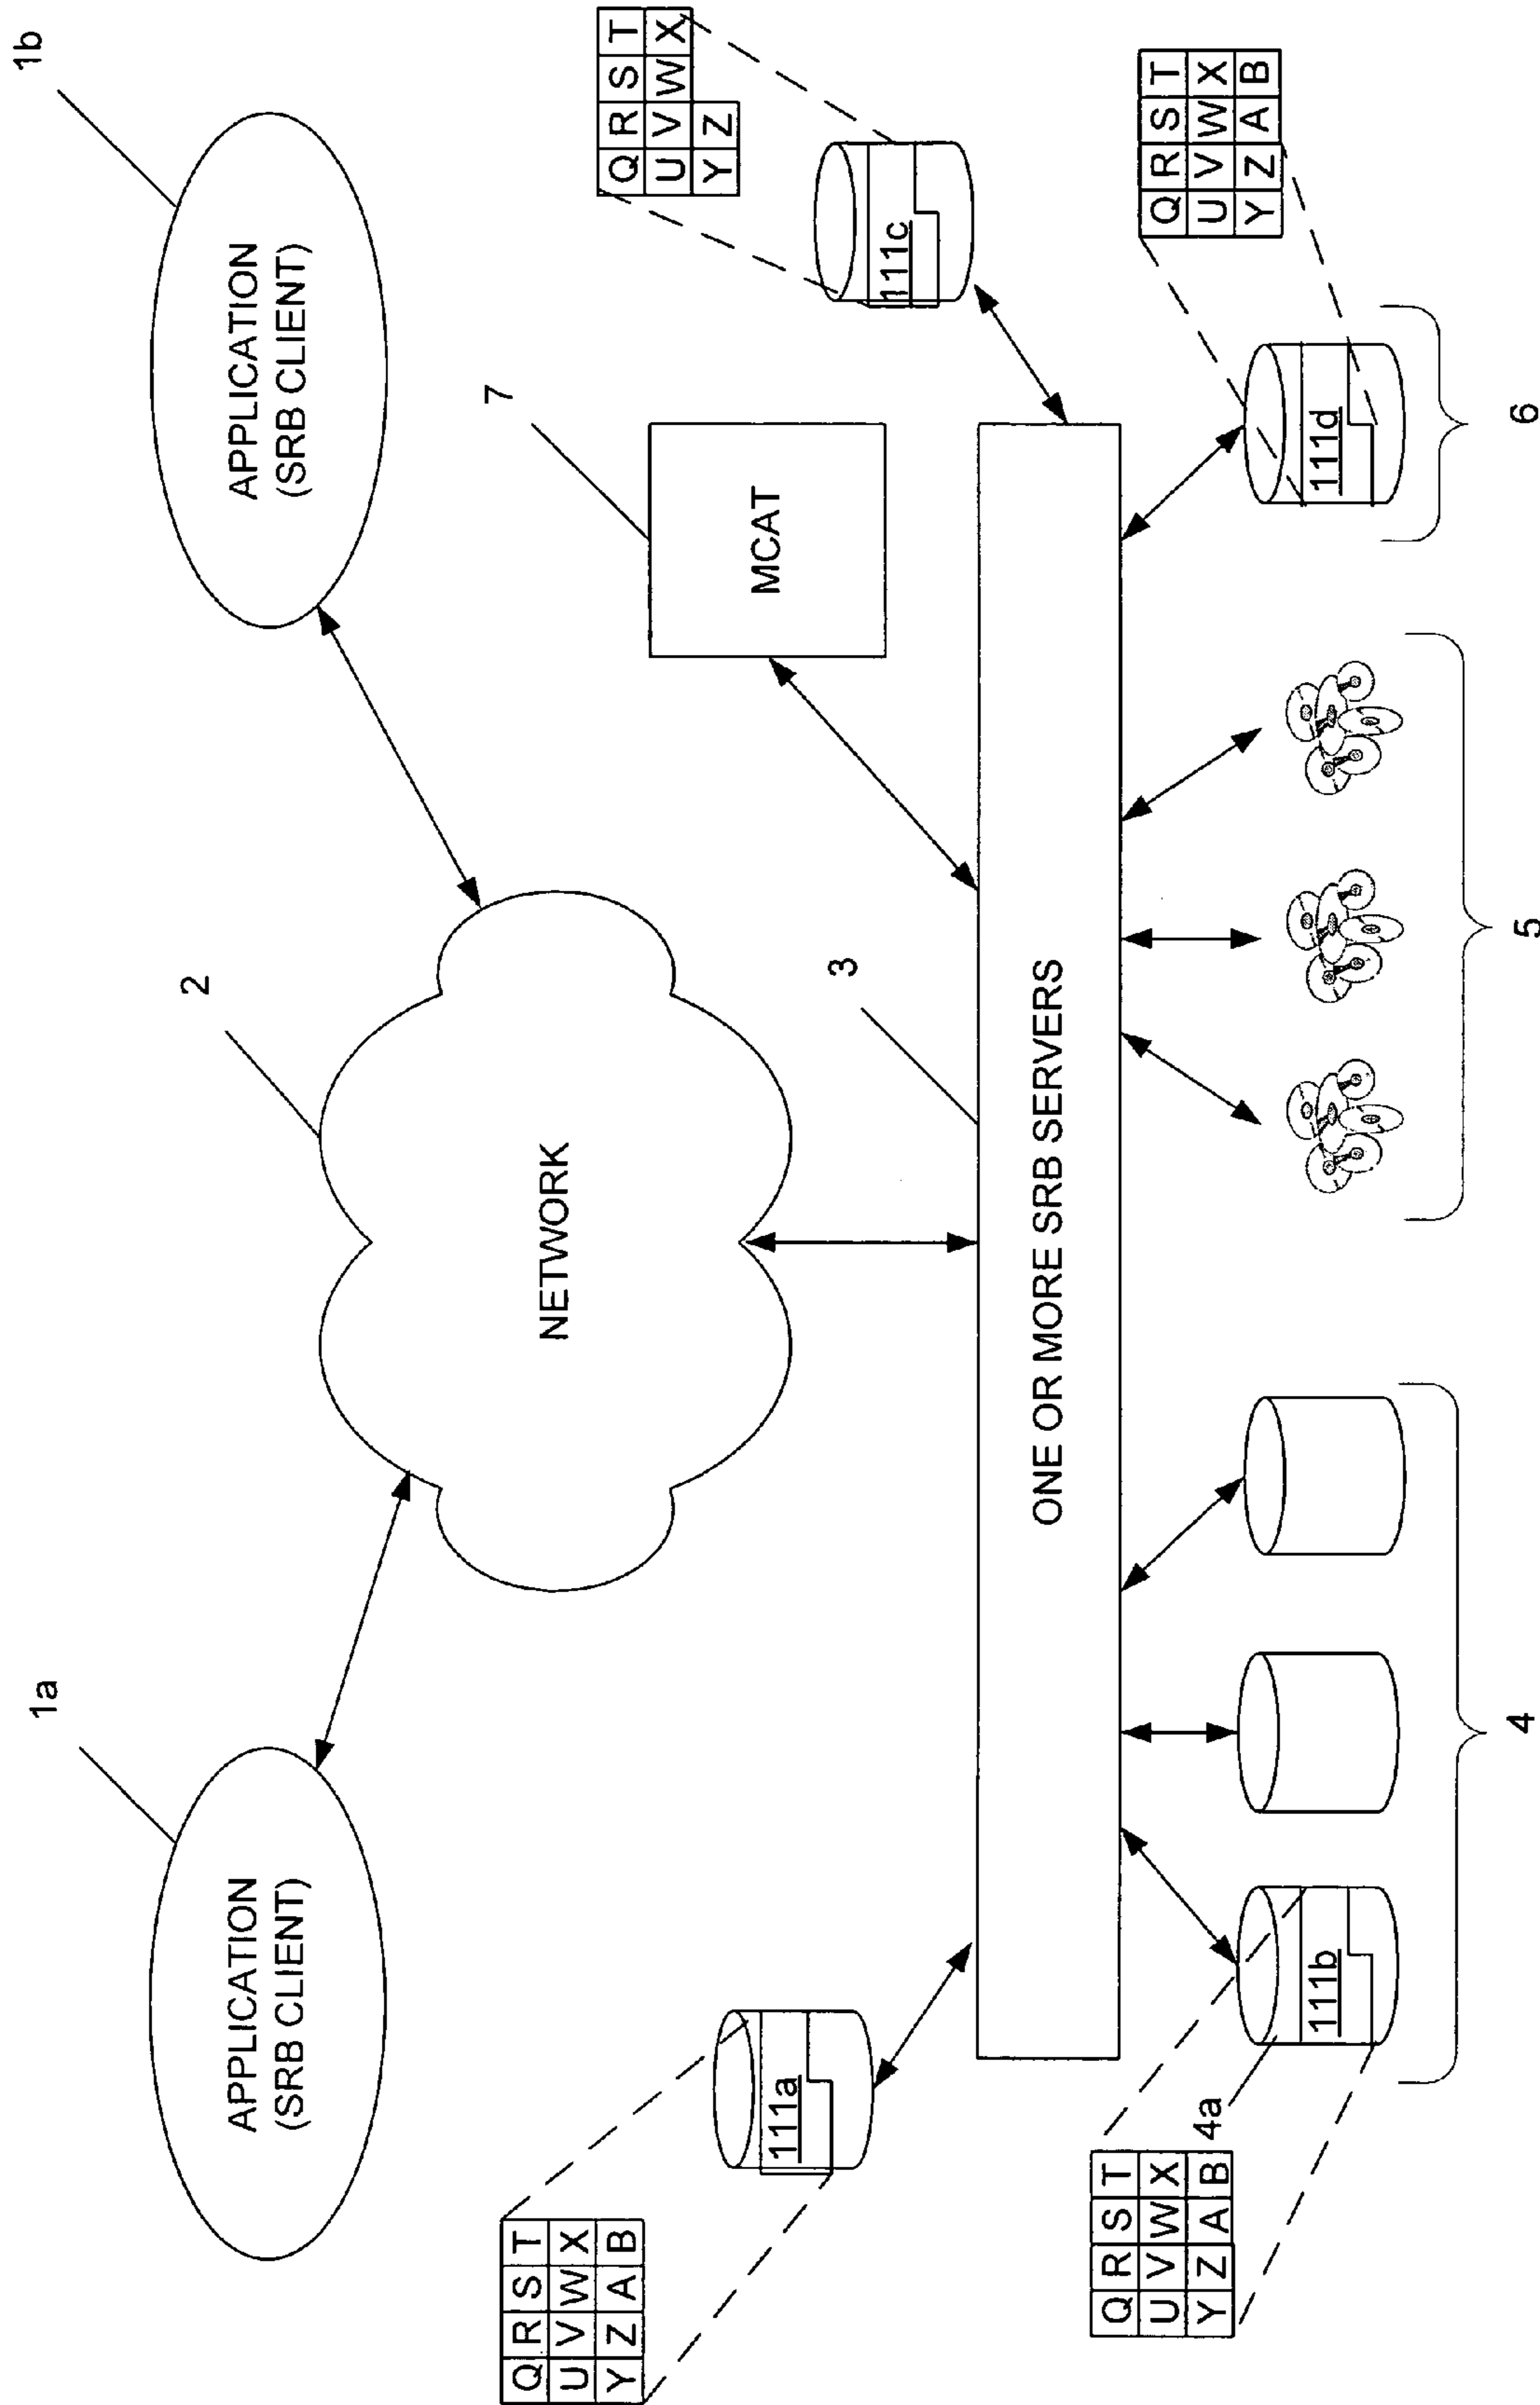 1a
1b
APPLICATION
(SRB CLIENT)
APPLICATION
(SRB CLIENT)
2
NETWORK
7
MCAT
3
ONE OR MORE SRB SERVERS
Q R S T
U V W X
Y Z A B
111a
Q R S T
U V W X
Y Z
111c
Q R S T
U V W X
Y Z A B
4a
111b
Q R S T
U V W X
Y Z A B
111d
4
5
6